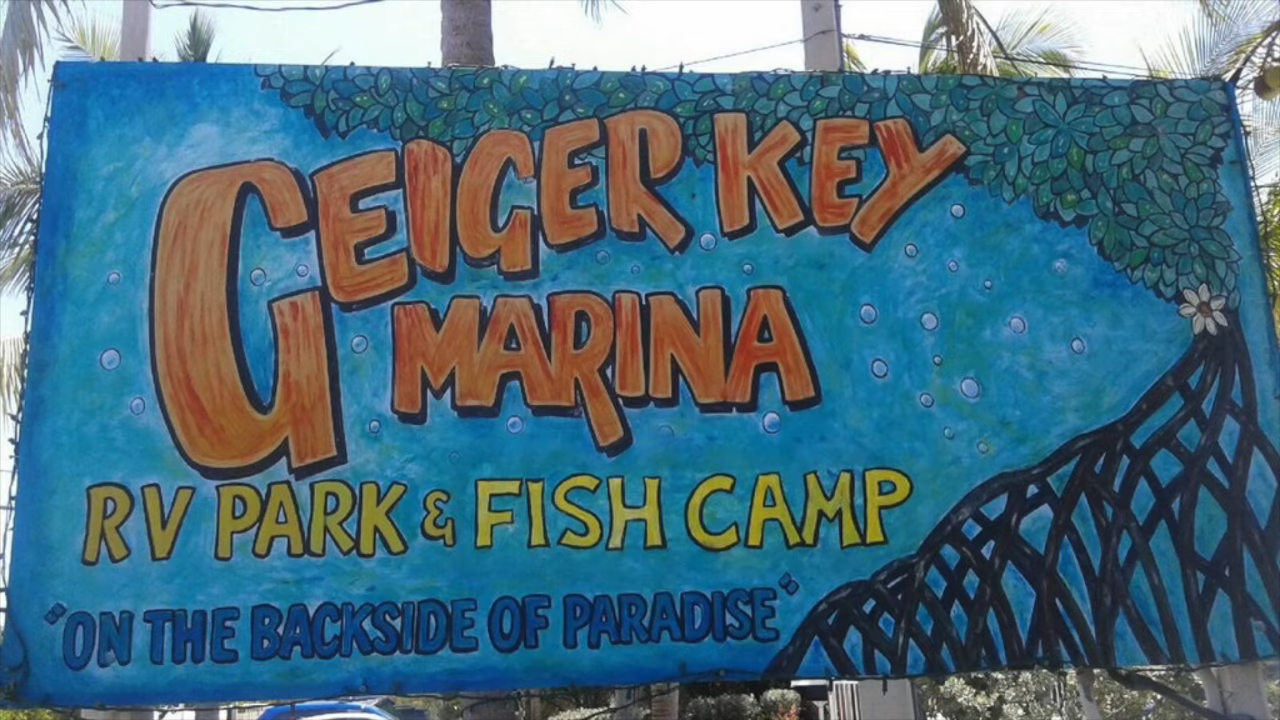 GEIGER KEY
MARINA
RV PARK & FISH CAMP
"ON THE BACKSIDE OF PARADISE"